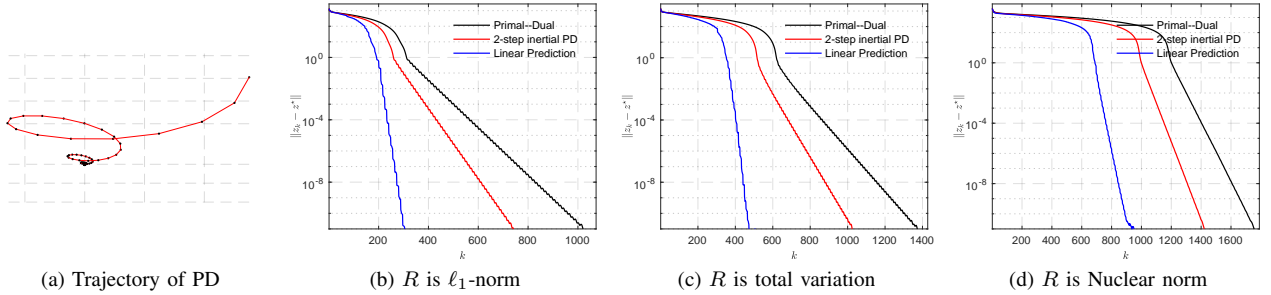 Primal--Dual
2-step inertial PD
Linear Prediction
10^0
10^-4
10^-8
||z_k − z*||
200 400 600 800 1000
k
Primal--Dual
2-step inertial PD
Linear Prediction
10^0
10^-4
10^-8
||z_k − z*||
200 400 600 800 1000 1200 1400
k
Primal--Dual
2-step inertial PD
Linear Prediction
10^0
10^-4
10^-8
||z_k − z*||
200 400 600 800 1000 1200 1400 1600
k
(a) Trajectory of PD
(b) R is ℓ₁-norm
(c) R is total variation
(d) R is Nuclear norm